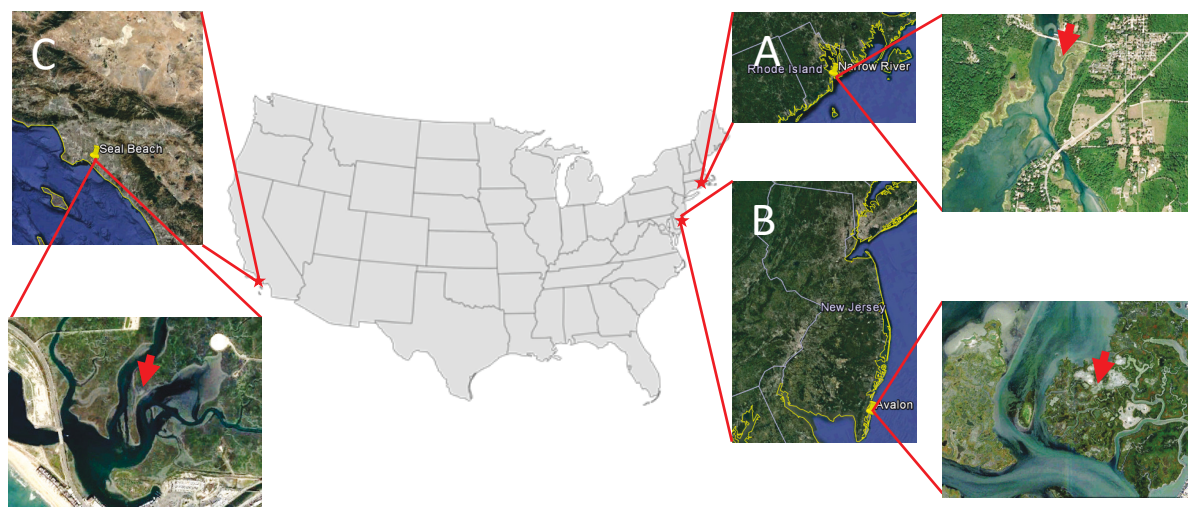 C
Seal Beach
A
Rhode Island
Narrow River
B
New Jersey
Avalon